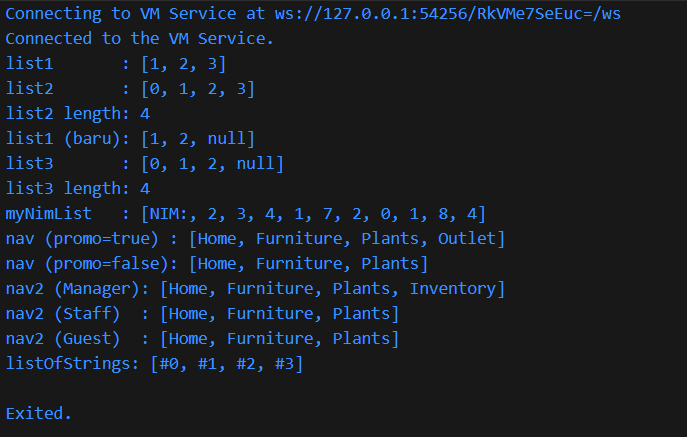 Connecting to VM Service at ws://127.0.0.1:54256/RkVMe7SeEuc=/ws
Connected to the VM Service.
list1       : [1, 2, 3]
list2       : [0, 1, 2, 3]
list2 length: 4
list1 (baru): [1, 2, null]
list3       : [0, 1, 2, null]
list3 length: 4
myNimList   : [NIM:, 2, 3, 4, 1, 7, 2, 0, 1, 8, 4]
nav (promo=true) : [Home, Furniture, Plants, Outlet]
nav (promo=false): [Home, Furniture, Plants]
nav2 (Manager): [Home, Furniture, Plants, Inventory]
nav2 (Staff)  : [Home, Furniture, Plants]
nav2 (Guest)  : [Home, Furniture, Plants]
listOfStrings: [#0, #1, #2, #3]

Exited.